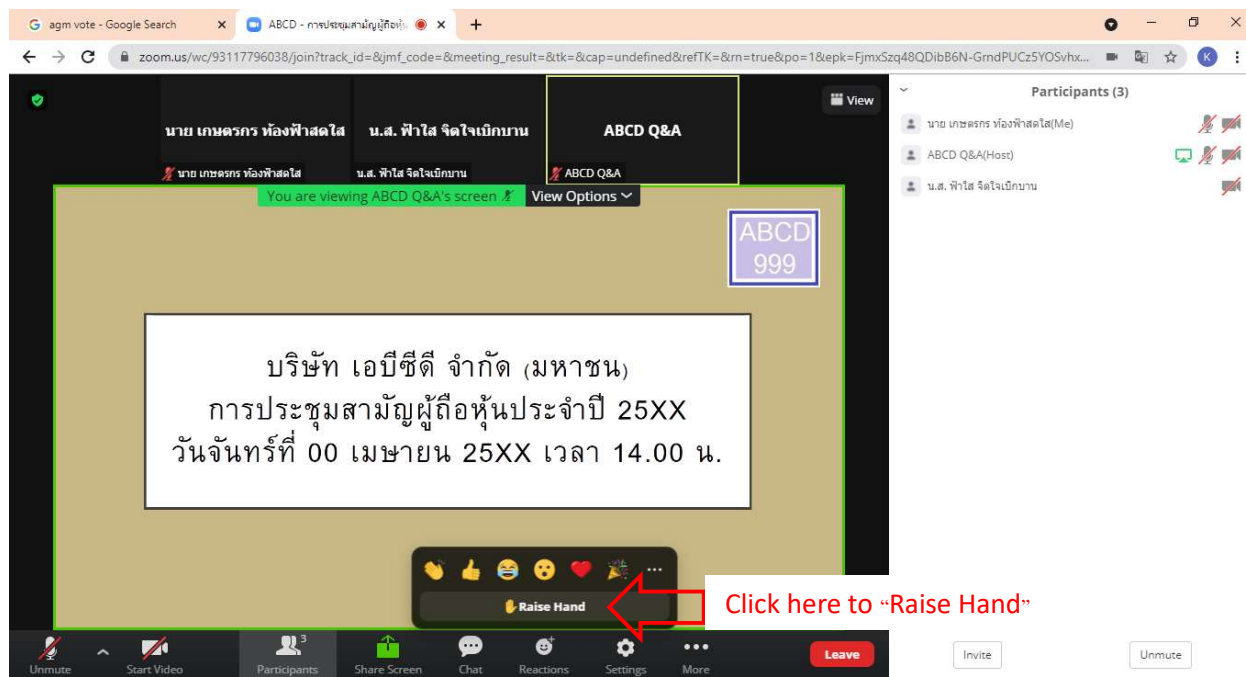 agm vote - Google Search
ABCD - การประชุมสามัญผู้ถือหุ้น
zoom.us/wc/93117796038/join?track_id=&jmf_code=&meeting_result=&tk=&cap=undefined&refTK=&rn=true&po=1&epk=FjmxSzq48QDibB6N-GmdPUCz5YOSvhx...
K
นาย เกษตรกร ท้องฟ้าสดใส
น.ส. ฟ้าใส จิตใจเบิกบาน
ABCD Q&A
View
นาย เกษตรกร ท้องฟ้าสดใส
น.ส. ฟ้าใส จิตใจเบิกบาน
ABCD Q&A
You are viewing ABCD Q&A's screen
View Options
ABCD
999
บริษัท เอบีซีดี จำกัด (มหาชน)
การประชุมสามัญผู้ถือหุ้นประจำปี 25XX
วันจันทร์ที่ 00 เมษายน 25XX เวลา 14.00 น.
Raise Hand
Click here to “Raise Hand”
Unmute
Start Video
3
Participants
Share Screen
Chat
Reactions
Settings
More
Leave
Participants (3)
นาย เกษตรกร ท้องฟ้าสดใส(Me)
ABCD Q&A(Host)
น.ส. ฟ้าใส จิตใจเบิกบาน
Invite
Unmute